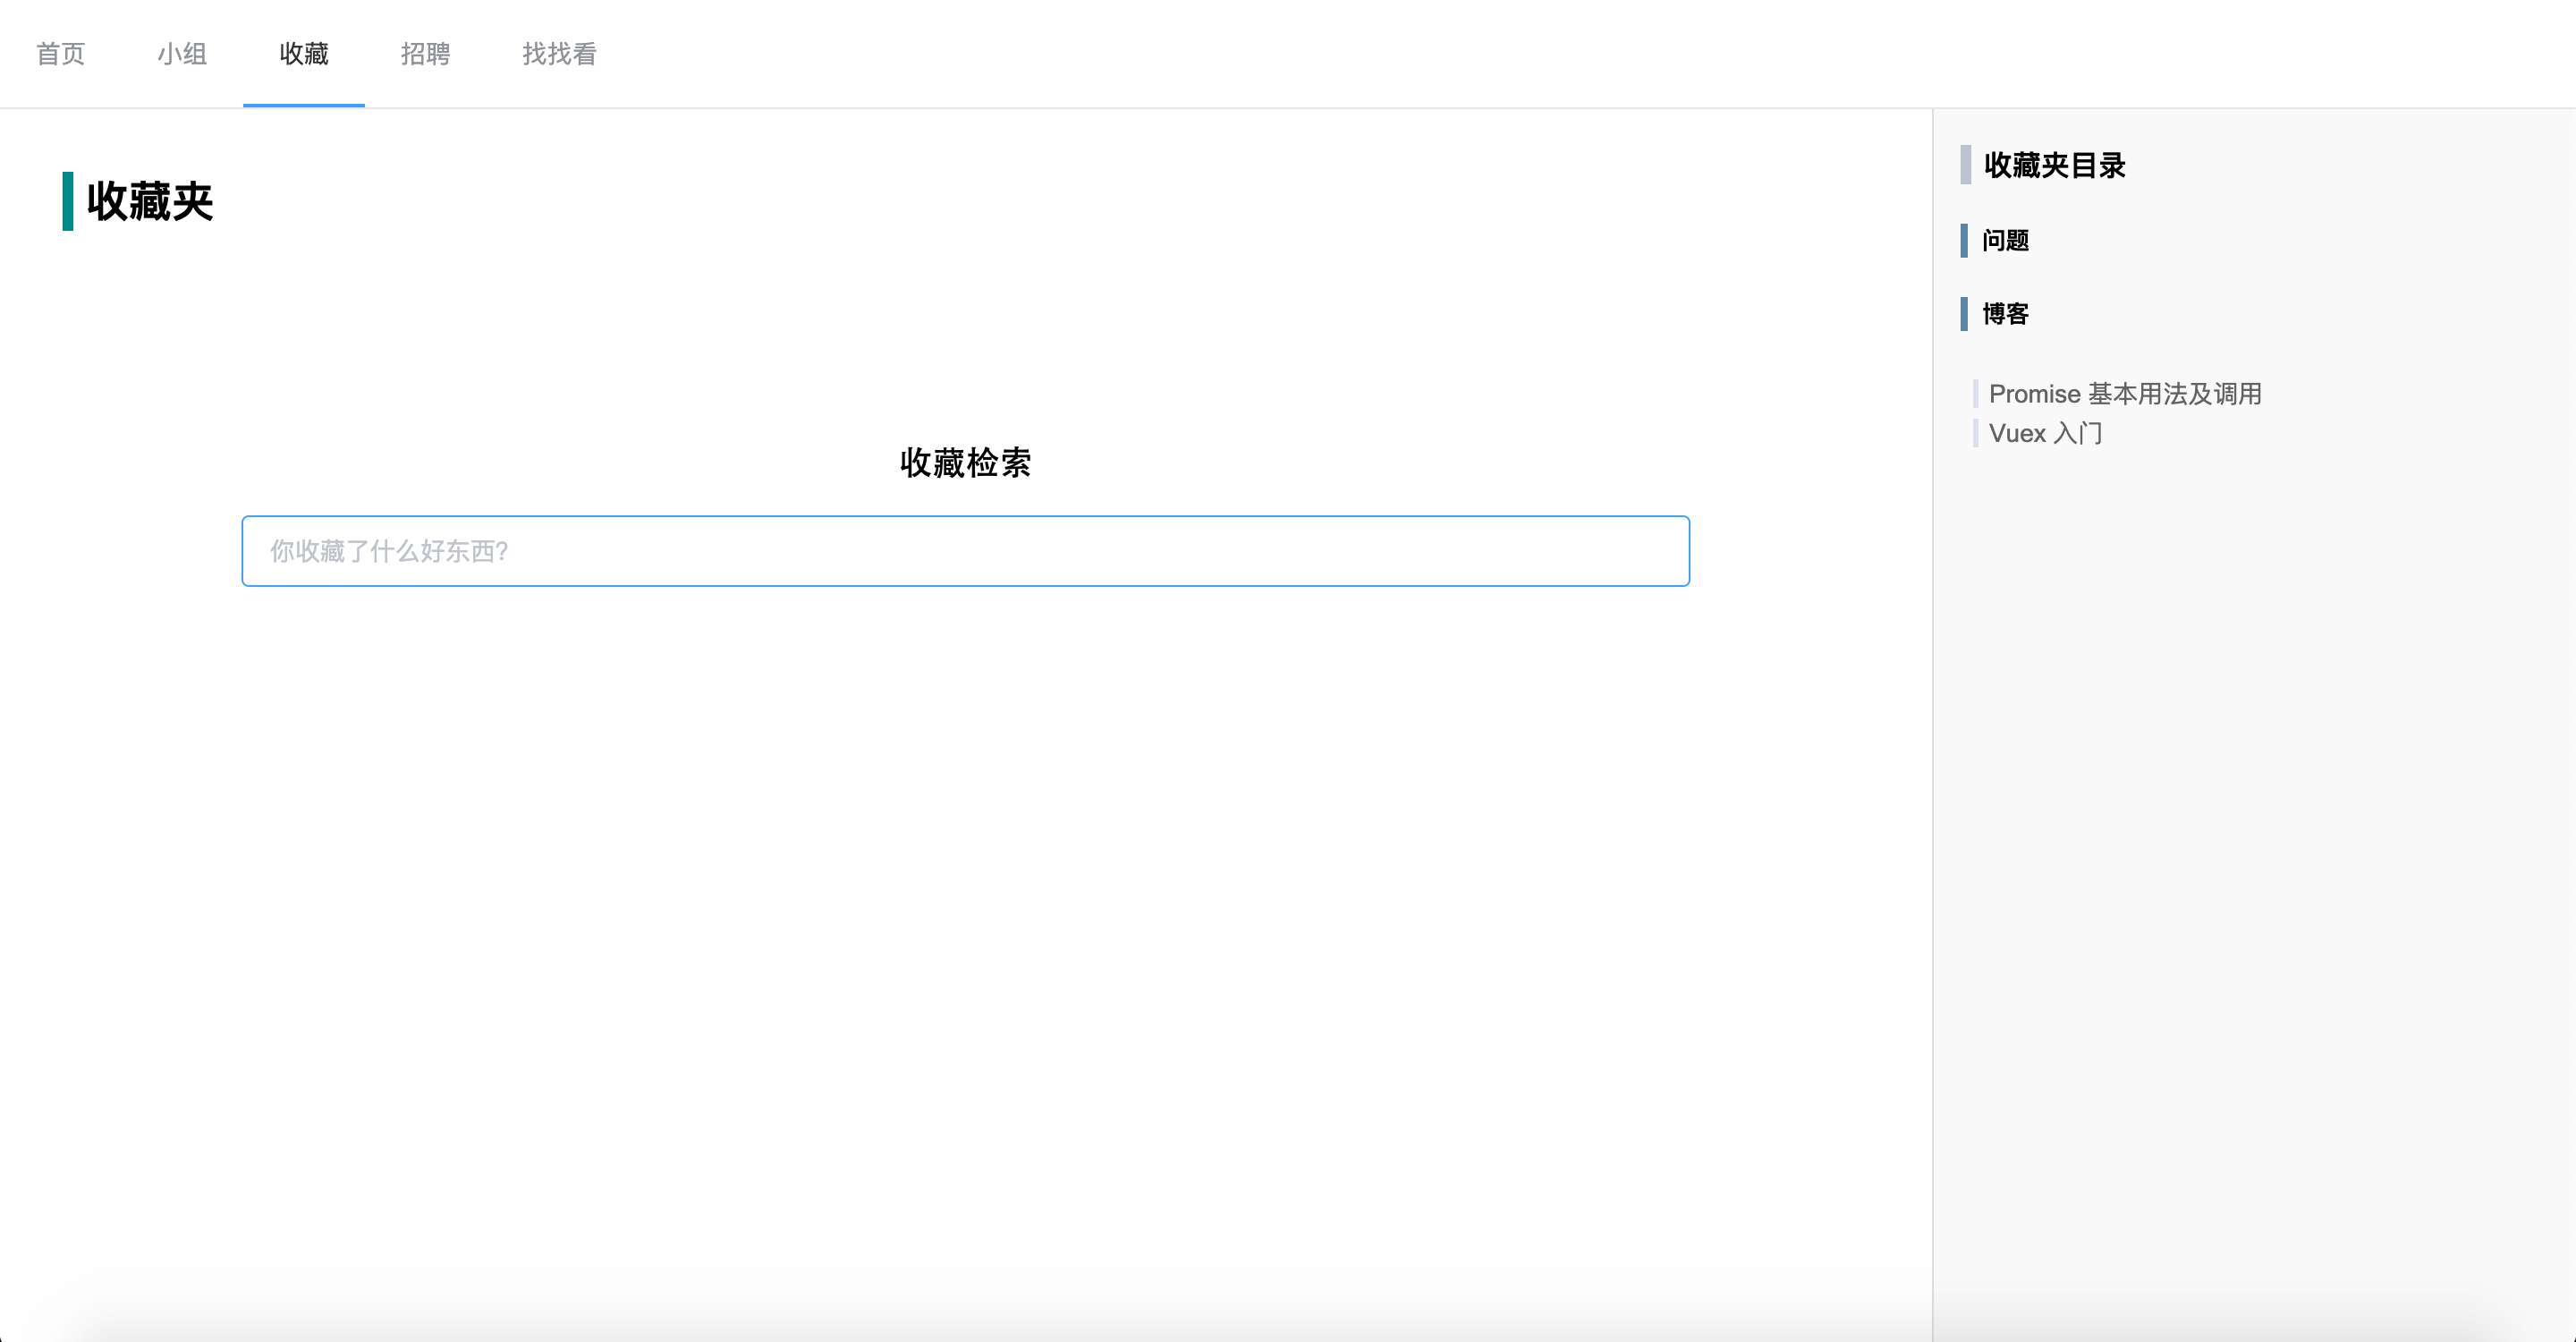 首页 小组 收藏 招聘 找找看
收藏夹
收藏检索
你收藏了什么好东西?
收藏夹目录
问题
博客
Promise 基本用法及调用
Vuex 入门